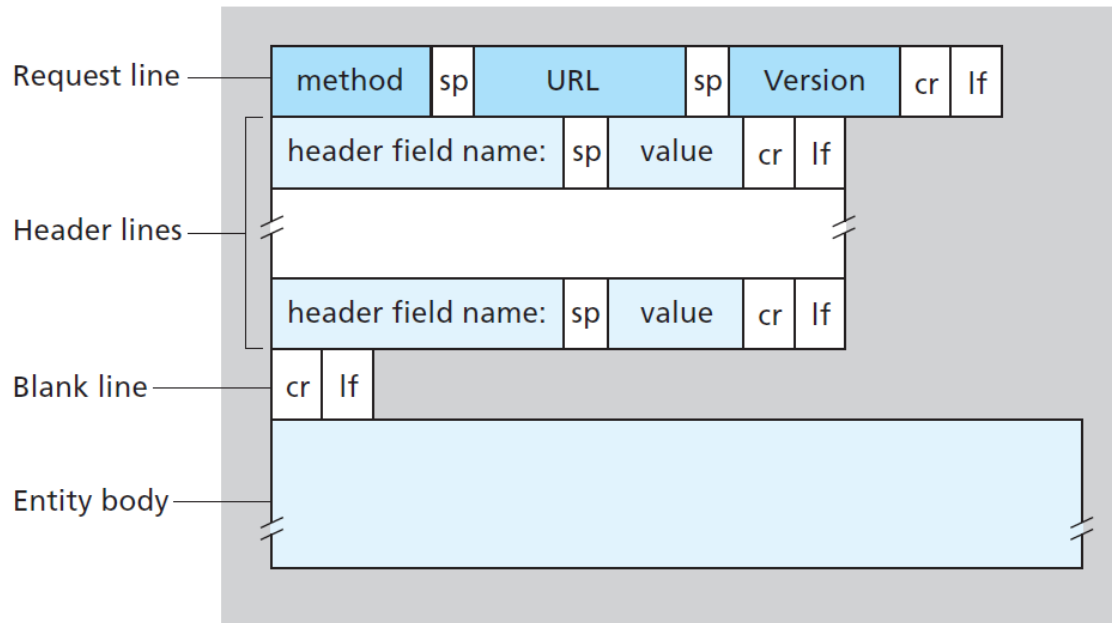 Request line method sp URL sp Version cr lf
header field name: sp value cr lf
Header lines
header field name: sp value cr lf
Blank line cr lf
Entity body